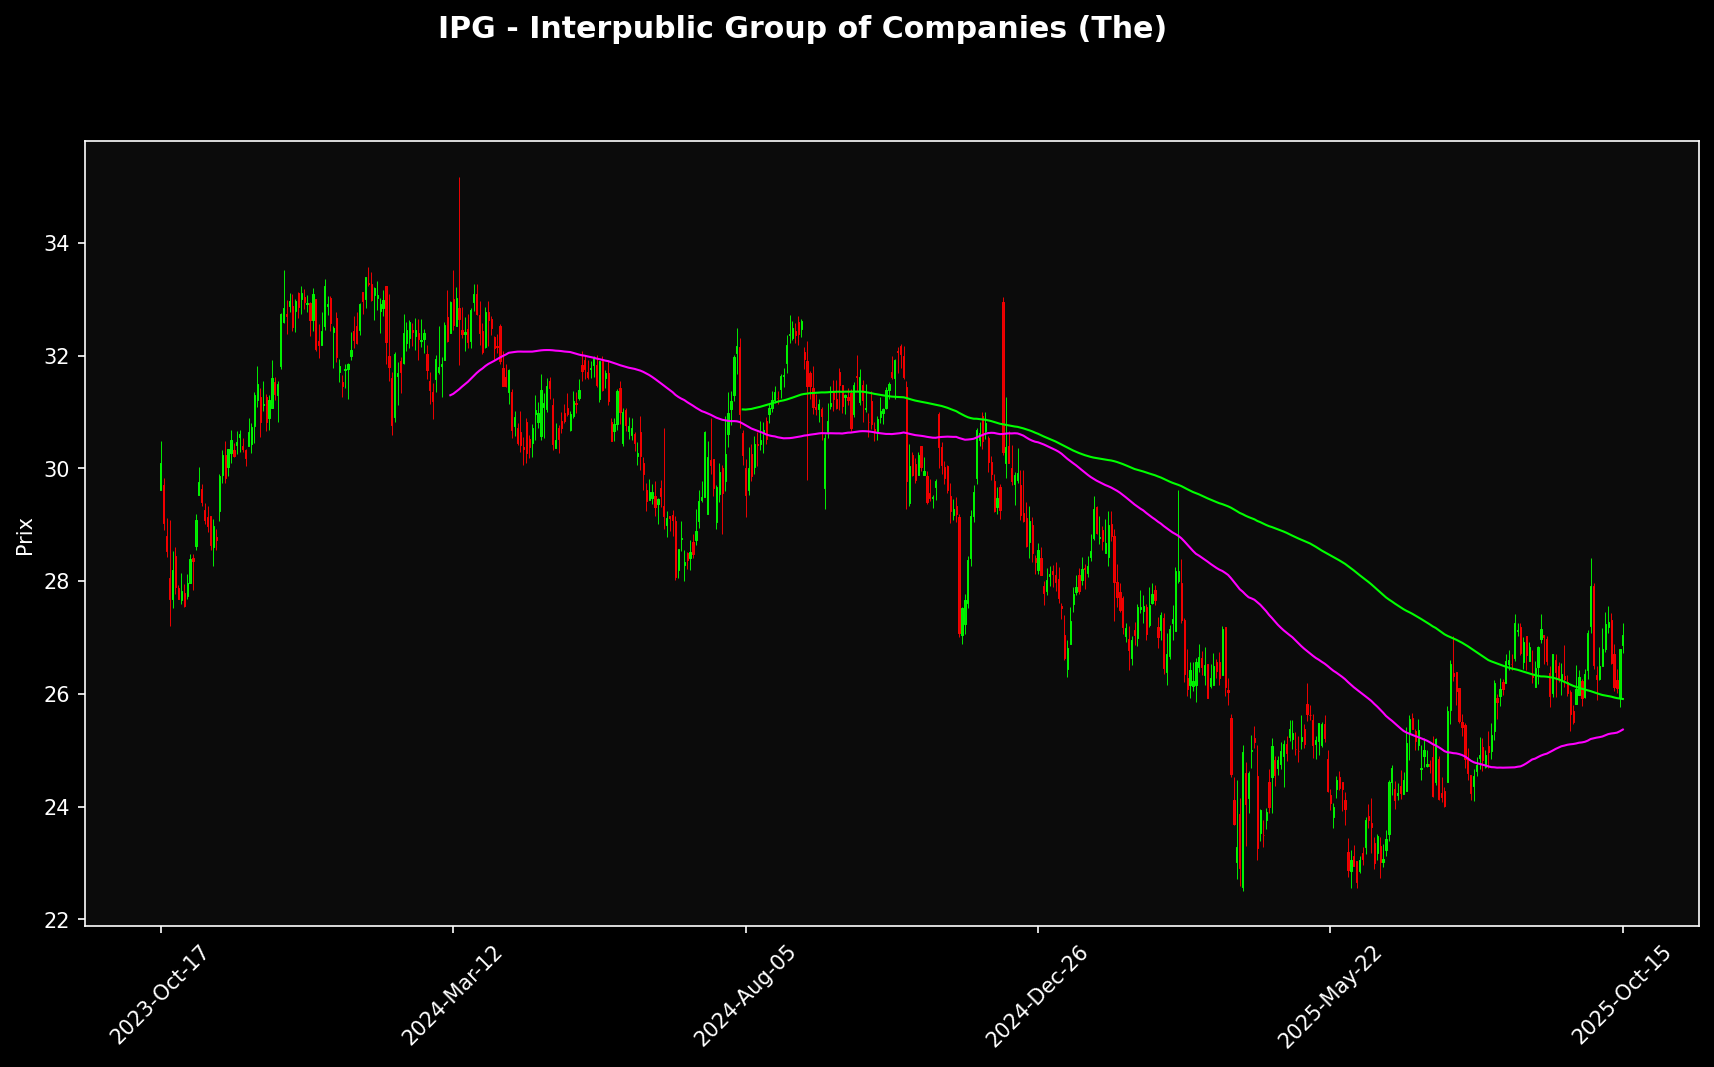 IPG - Interpublic Group of Companies (The)
Prix
34
32
30
28
26
24
22
2023-Oct-17
2024-Mar-12
2024-Aug-05
2024-Dec-26
2025-May-22
2025-Oct-15